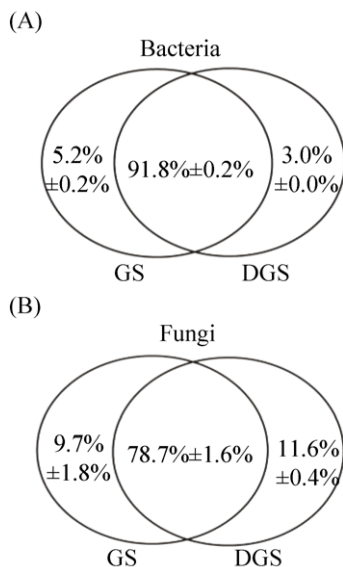 (A)
Bacteria
5.2%
±0.2%
91.8%±0.2%
3.0%
±0.0%
GS
DGS
(B)
Fungi
9.7%
±1.8%
78.7%±1.6%
11.6%
±0.4%
GS
DGS